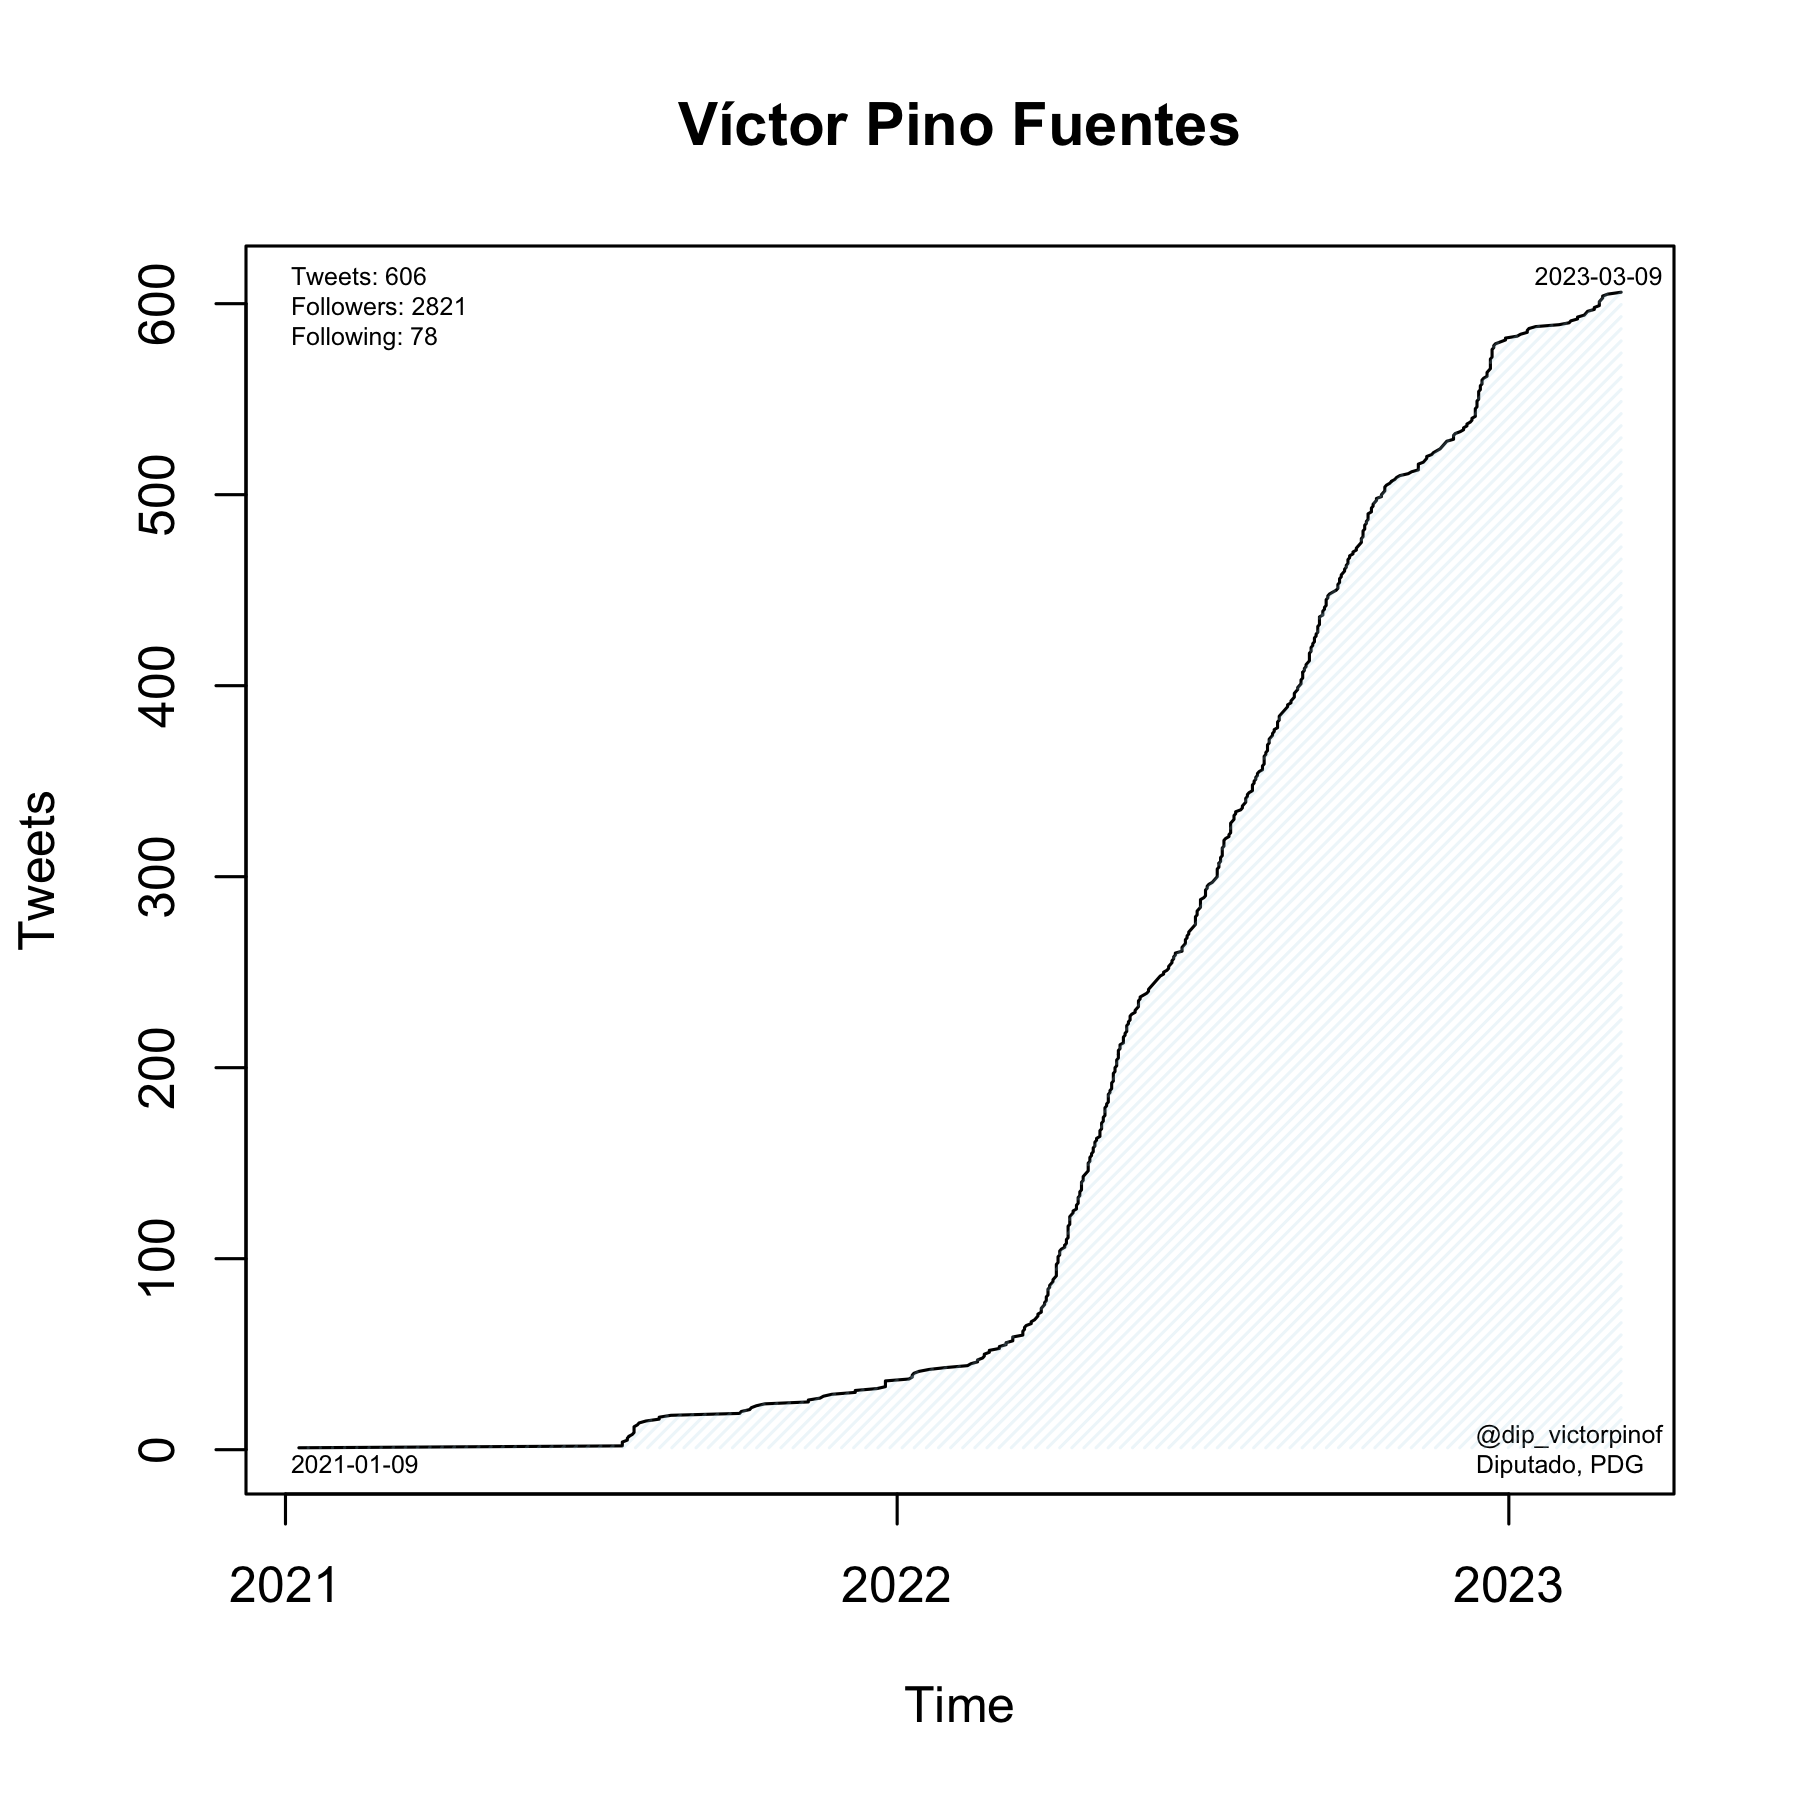 Víctor Pino Fuentes
Tweets: 606
Followers: 2821
Following: 78
2023-03-09
600
500
400
300
200
100
0
Tweets
@dip_victorpinof
Diputado, PDG
2021-01-09
2021
2022
2023
Time